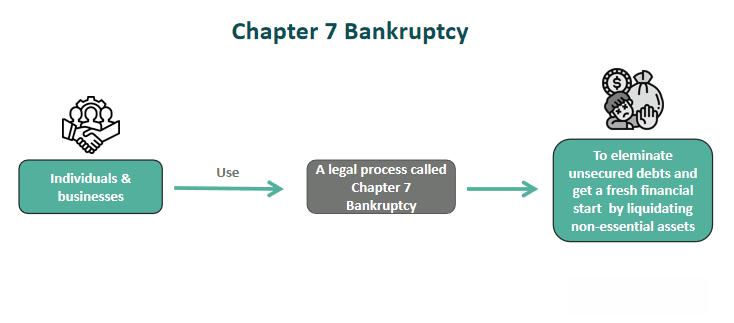 Chapter 7 Bankruptcy
Individuals &
businesses
Use
A legal process called
Chapter 7
Bankruptcy
$
To eleminate
unsecured debts and
get a fresh financial
start by liquidating
non-essential assets